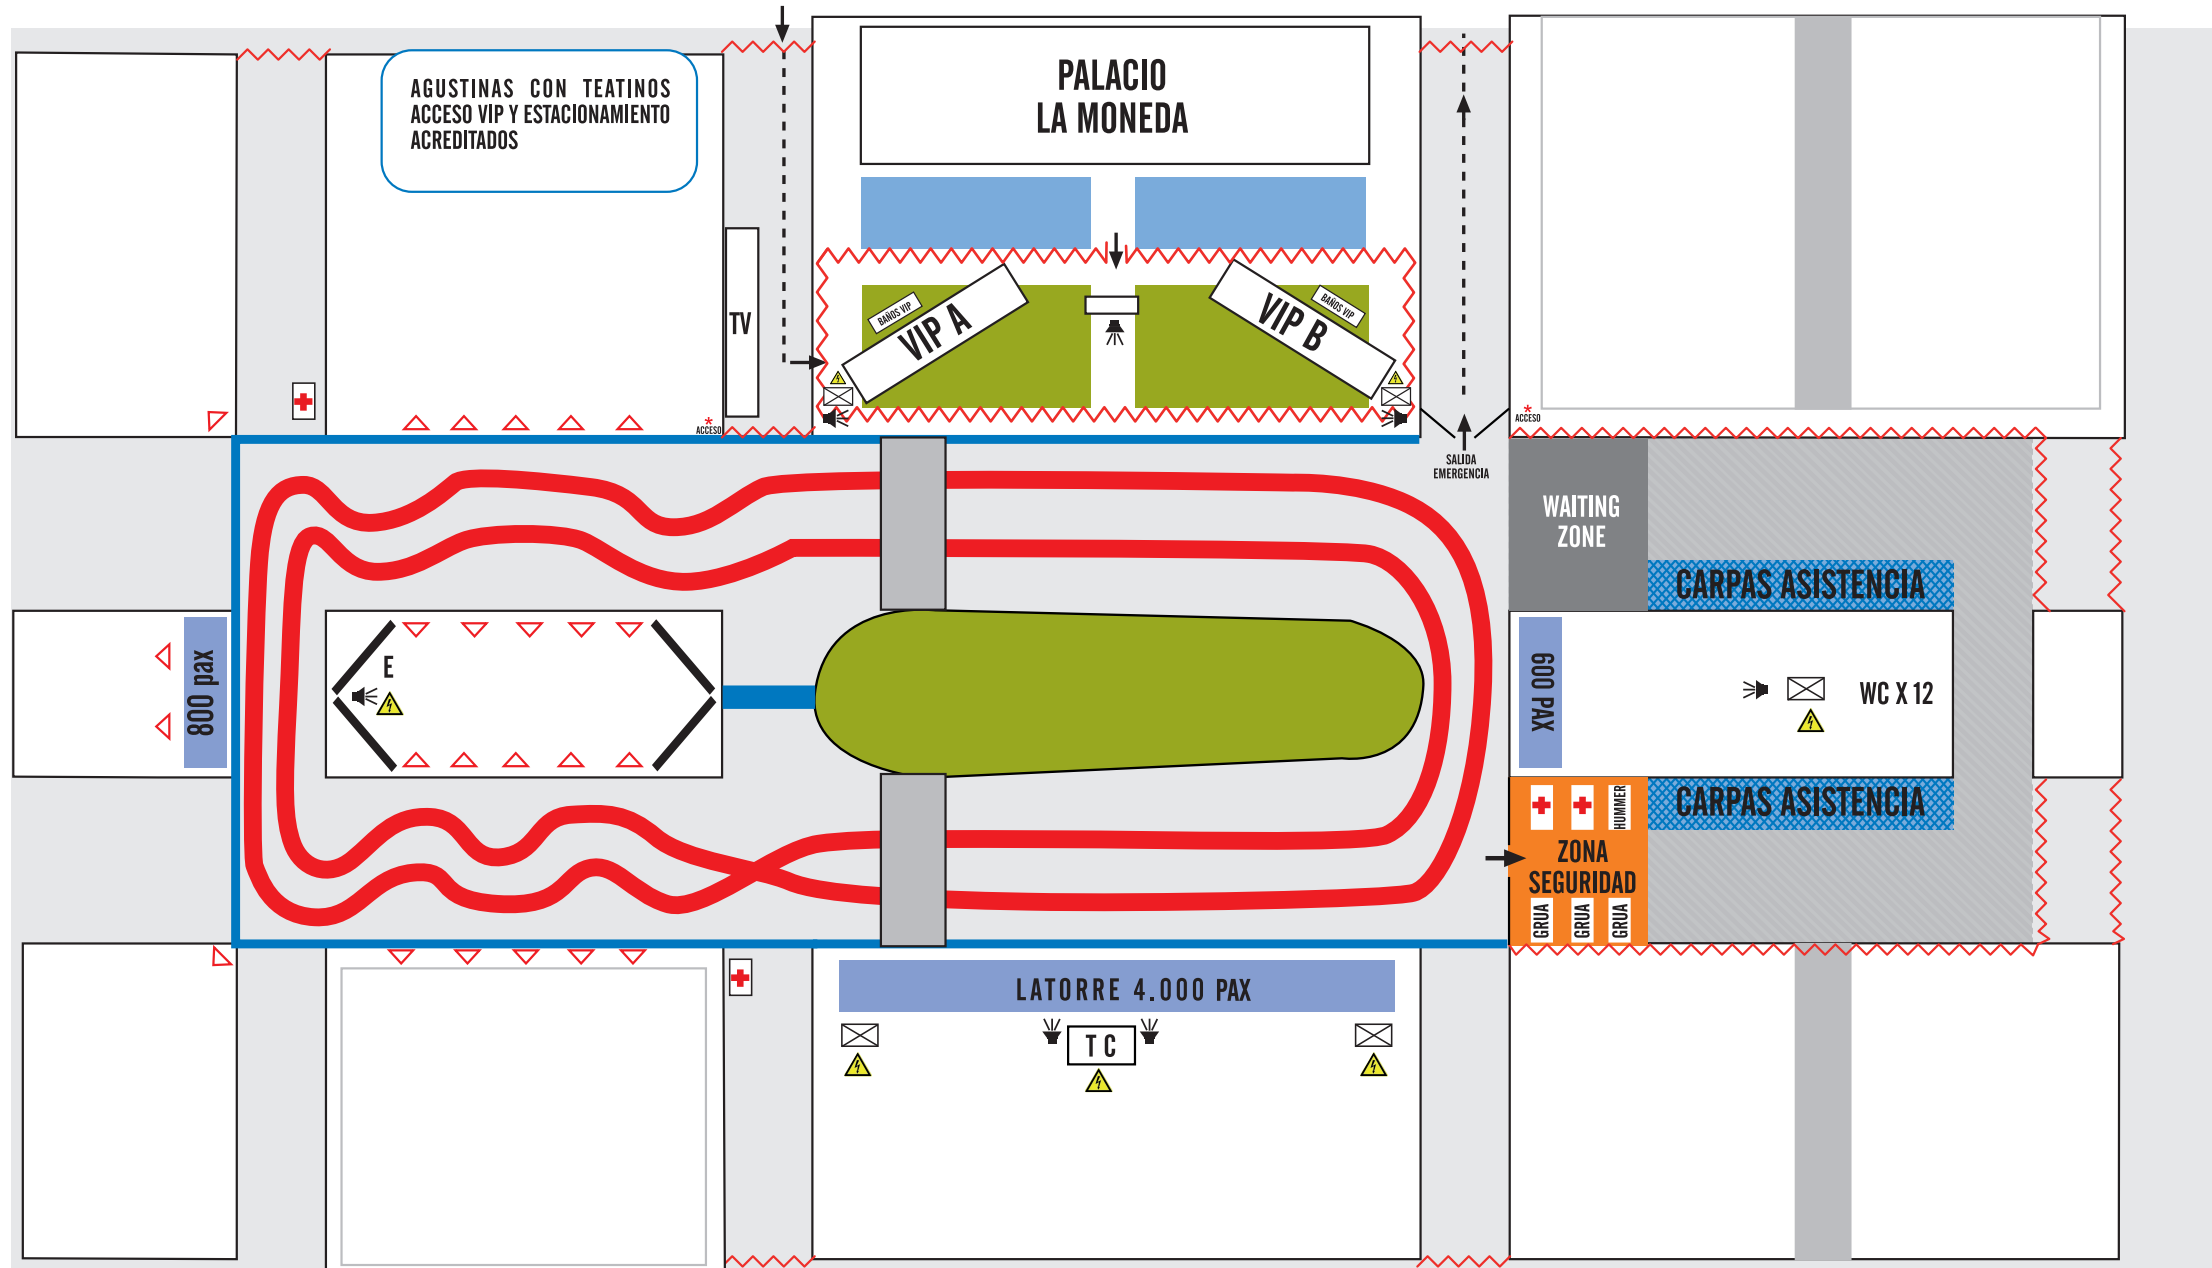 AGUSTINAS CON TEATINOS
ACCESO VIP Y ESTACIONAMIENTO
ACREDITADOS
PALACIO
LA MONEDA
TV
BAÑOS VIP
VIP A
BAÑOS VIP
VIP B
* ACCESO
* ACCESO
SALIDA
EMERGENCIA
WAITING
ZONE
CARPAS ASISTENCIA
800 pax
E
600 PAX
WC X 12
CARPAS ASISTENCIA
HUMMER
ZONA
SEGURIDAD
GRUA
GRUA
GRUA
LATORRE 4.000 PAX
T C